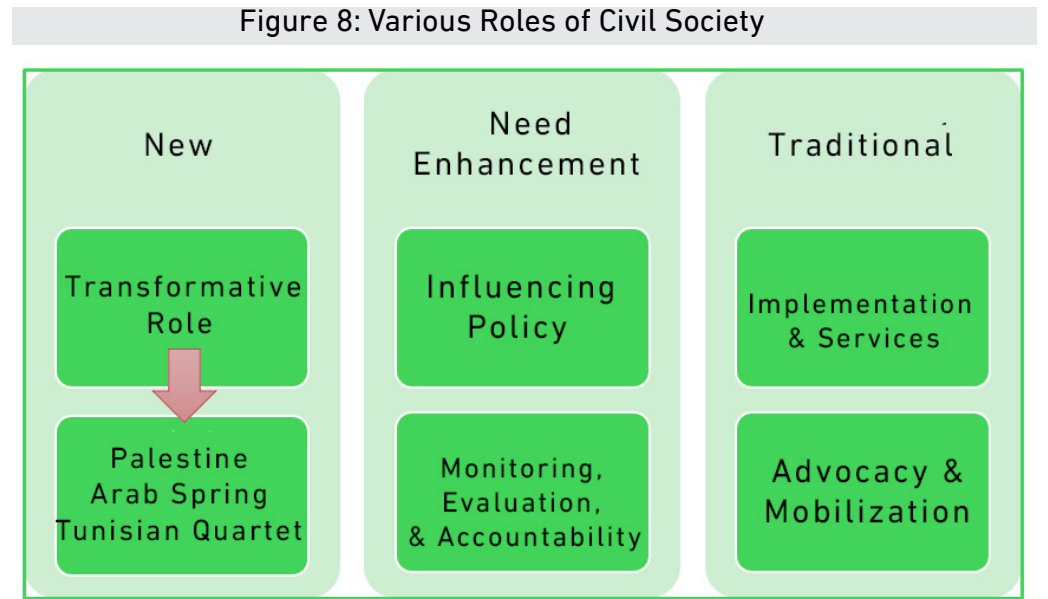 Figure 8: Various Roles of Civil Society
New
Transformative
Role
Palestine
Arab Spring
Tunisian Quartet
Need
Enhancement
Influencing
Policy
Monitoring,
Evaluation,
& Accountability
Traditional
Implementation
& Services
Advocacy &
Mobilization